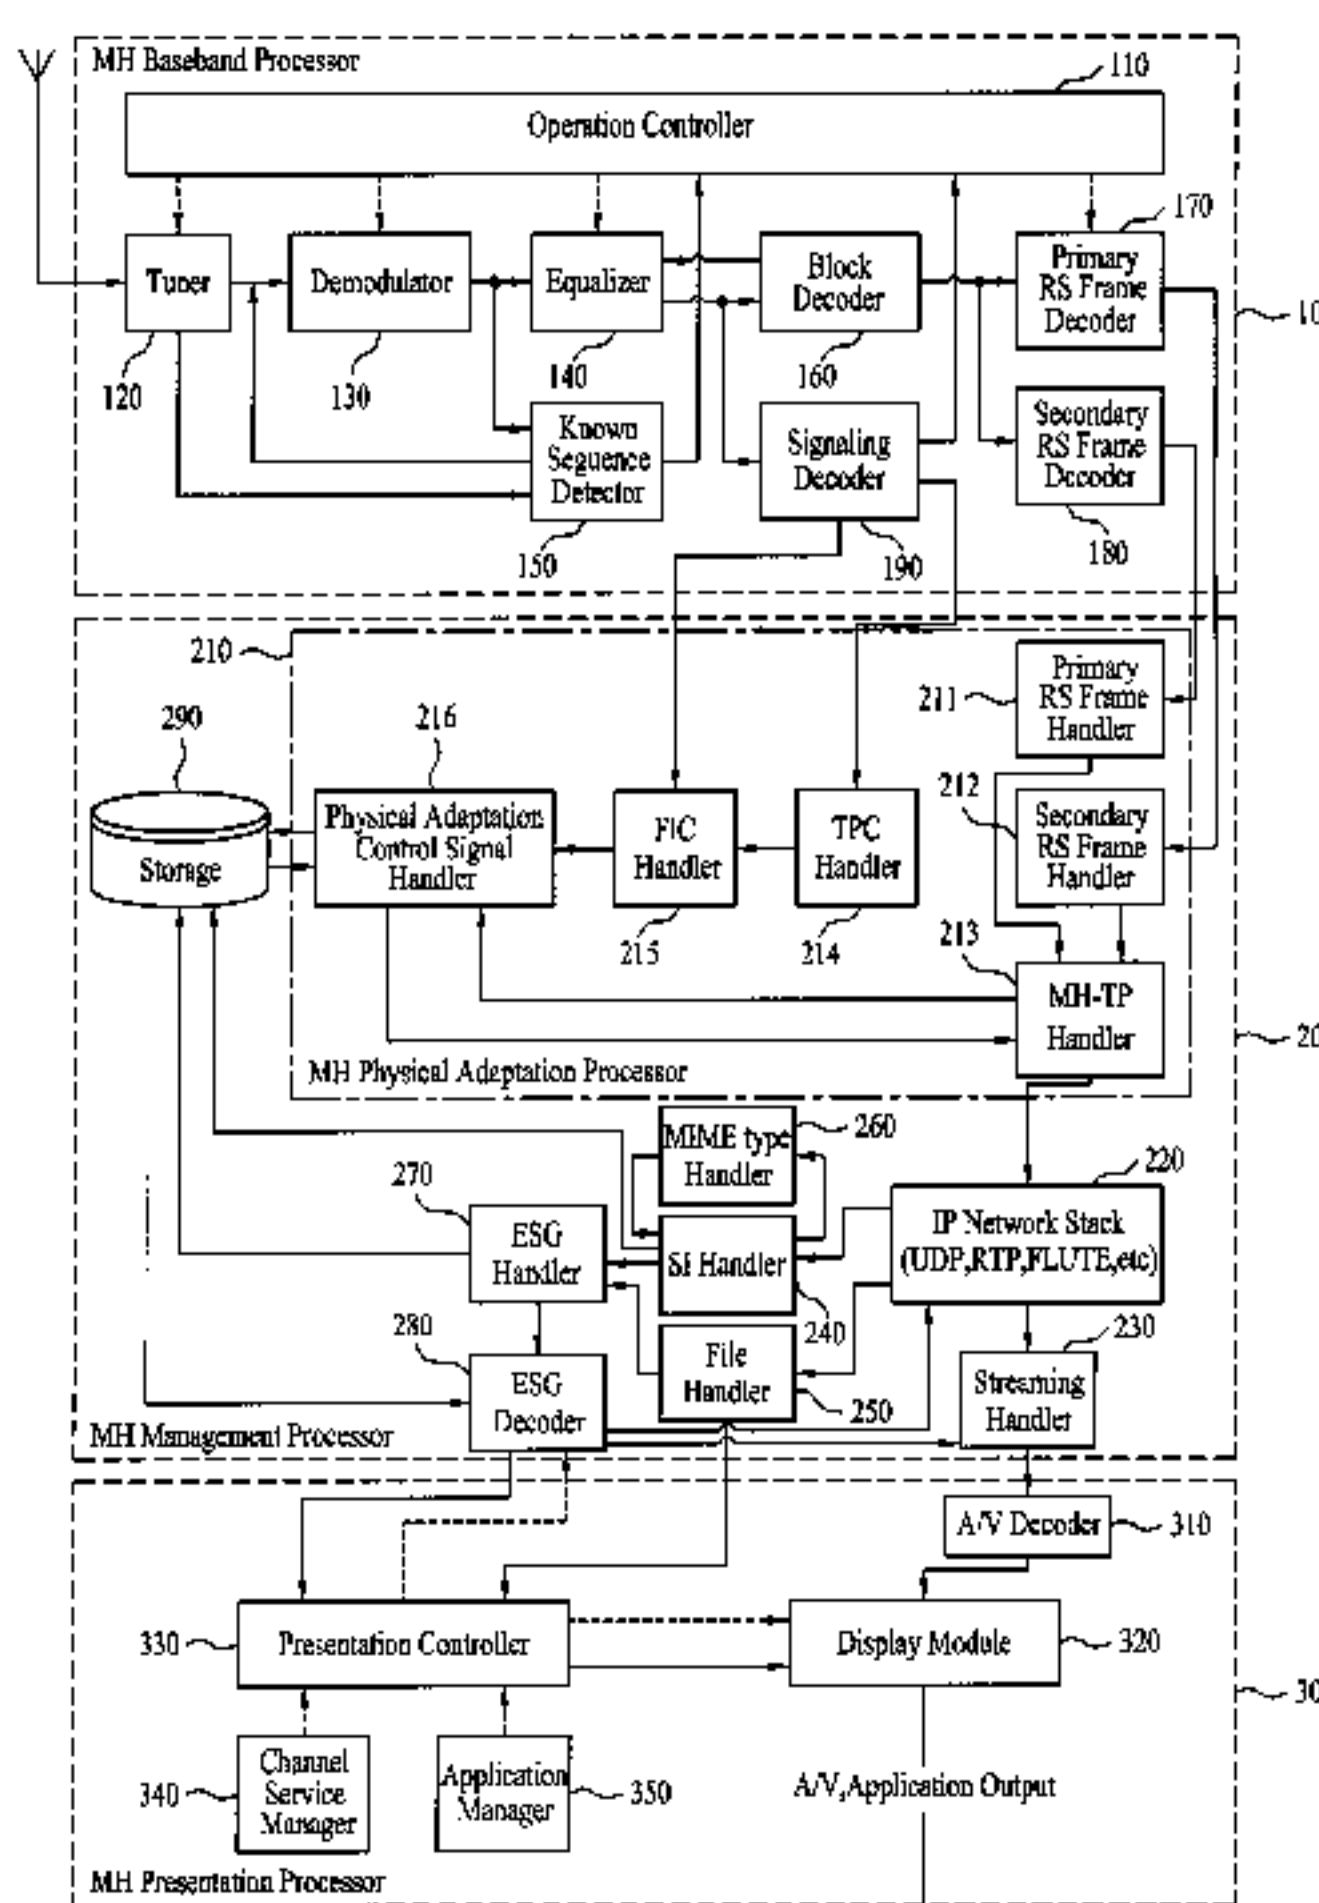 MH Baseband Processor
110
Operation Controller
170
Tuner
Demodulator
Equalizer
Block
Decoder
Primary
RS Frame
Decoder
10
120
130
140
160
Known
Seguence
Detector
Signaling
Decoder
Secondary
RS Frame
Decoder
150
190
180
210
Primary
RS Frame
Handler
211
290
216
212
Storage
Physical Adaptation
Control Signal
Handler
FIC
Handler
TPC
Handler
Secondary
RS Frame
Handler
215
214
213
MH-TP
Handler
20
MH Physical Adaptation Processor
MIME type
Handler
260
270
220
ESG
Handler
SI Handler
IP Network Stack
(UDP,RTP,FLUTE,etc)
280
240
230
ESG
Decoder
File
Handler
250
Streaming
Handler
MH Management Processor
A/V Decoder
310
330
Presentation Controller
Display Module
320
30
340
Channel
Service
Manager
Application
Manager
350
A/V,Application Output
MH Presentation Processor